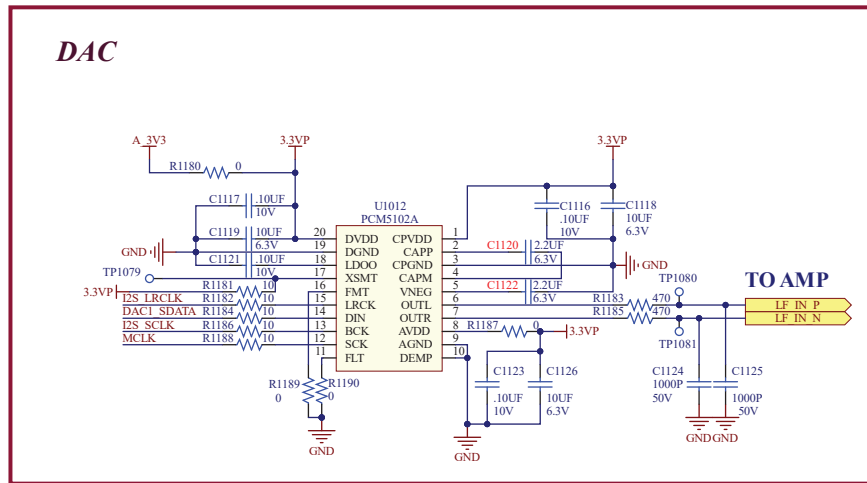 DAC
A_3V3
3.3VP
3.3VP
R1180
0
C1117
.10UF
10V
C1119
10UF
6.3V
C1121
.10UF
10V
GND
TP1079
U1012
PCM5102A
20 DVDD
19 DGND
18 LDOO
17 XSMT
16 FMT
15 LRCK
14 DIN
13 BCK
12 SCK
11 FLT
CPVDD 1
CAPP 2
CPGND 3
CAPM 4
VNEG 5
OUTL 6
OUTR 7
AVDD 8
AGND 9
DEMP 10
3.3VP
R1181 10
I2S_LRCLK R1182 10
DAC1_SDATA R1184 10
I2S_SCLK R1186 10
MCLK R1188 10
R1189
0
R1190
0
GND
C1116
.10UF
10V
C1118
10UF
6.3V
C1120
2.2UF
6.3V
GND
C1122
2.2UF
6.3V
R1183 470
R1185 470
TP1080
TP1081
TO AMP
LF_IN_P
LF_IN_N
R1187 0
3.3VP
C1123
.10UF
10V
C1126
10UF
6.3V
GND
C1124
1000P
50V
C1125
1000P
50V
GND
GND